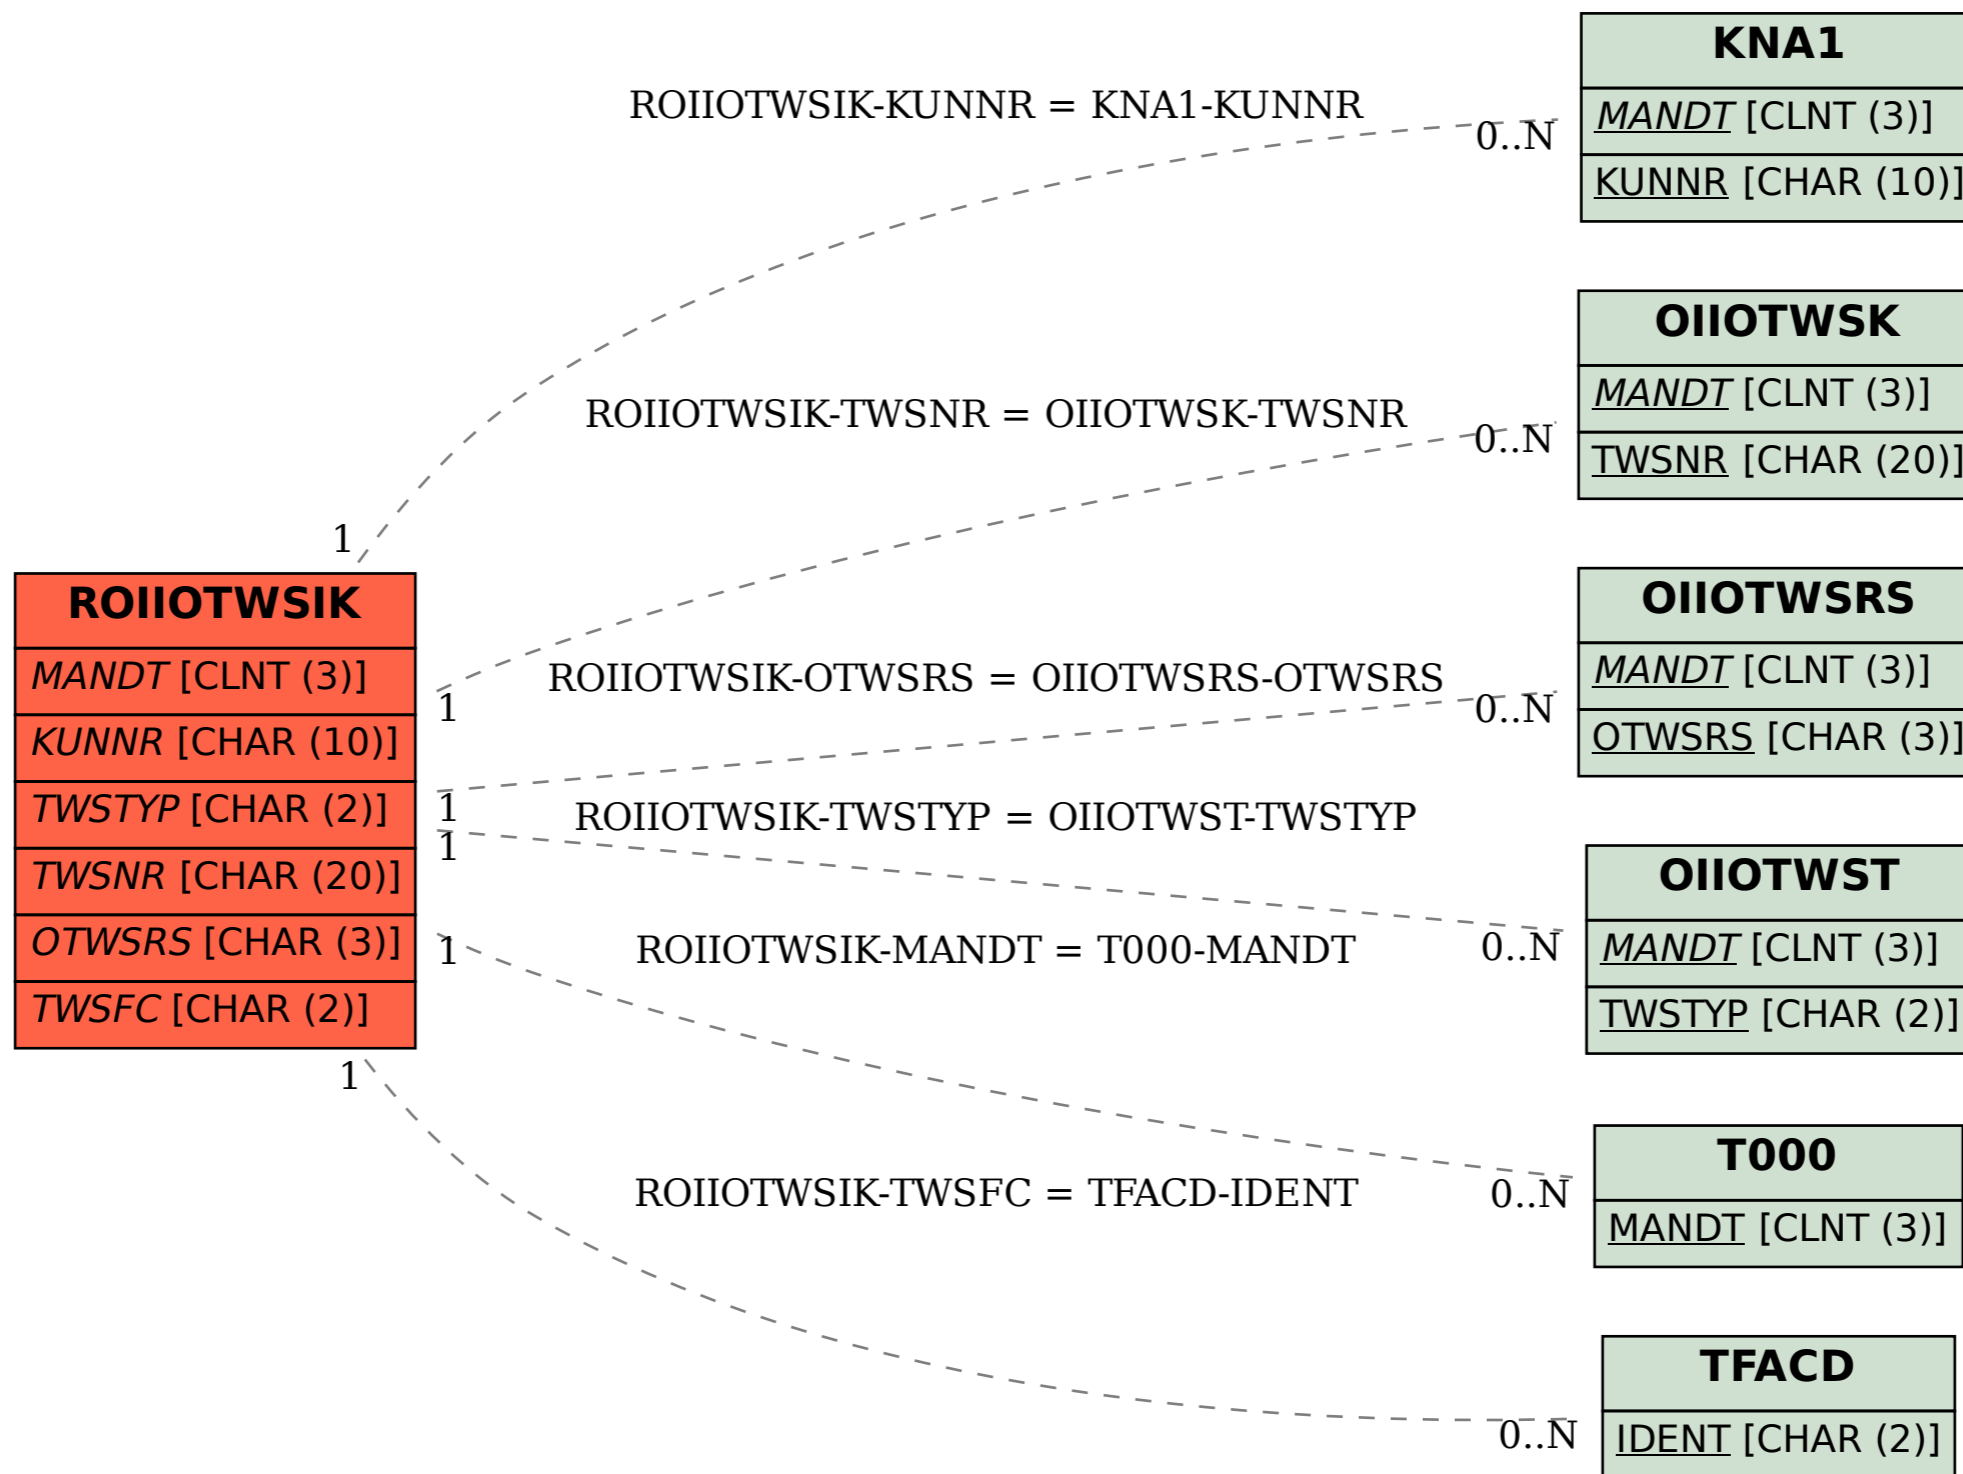 KNA1
MANDT [CLNT (3)]
KUNNR [CHAR (10)]
ROIIOTWSIK-KUNNR = KNA1-KUNNR
0..N
1
OIIOTWSK
MANDT [CLNT (3)]
TWSNR [CHAR (20)]
ROIIOTWSIK-TWSNR = OIIOTWSK-TWSNR
0..N
1
ROIIOTWSIK
MANDT [CLNT (3)]
KUNNR [CHAR (10)]
TWSTYP [CHAR (2)]
TWSNR [CHAR (20)]
OTWSRS [CHAR (3)]
TWSFC [CHAR (2)]
OIIOTWSRS
MANDT [CLNT (3)]
OTWSRS [CHAR (3)]
ROIIOTWSIK-OTWSRS = OIIOTWSRS-OTWSRS
0..N
1
ROIIOTWSIK-TWSTYP = OIIOTWST-TWSTYP
1
0..N
OIIOTWST
MANDT [CLNT (3)]
TWSTYP [CHAR (2)]
ROIIOTWSIK-MANDT = T000-MANDT
1
0..N
T000
MANDT [CLNT (3)]
ROIIOTWSIK-TWSFC = TFACD-IDENT
1
0..N
TFACD
IDENT [CHAR (2)]